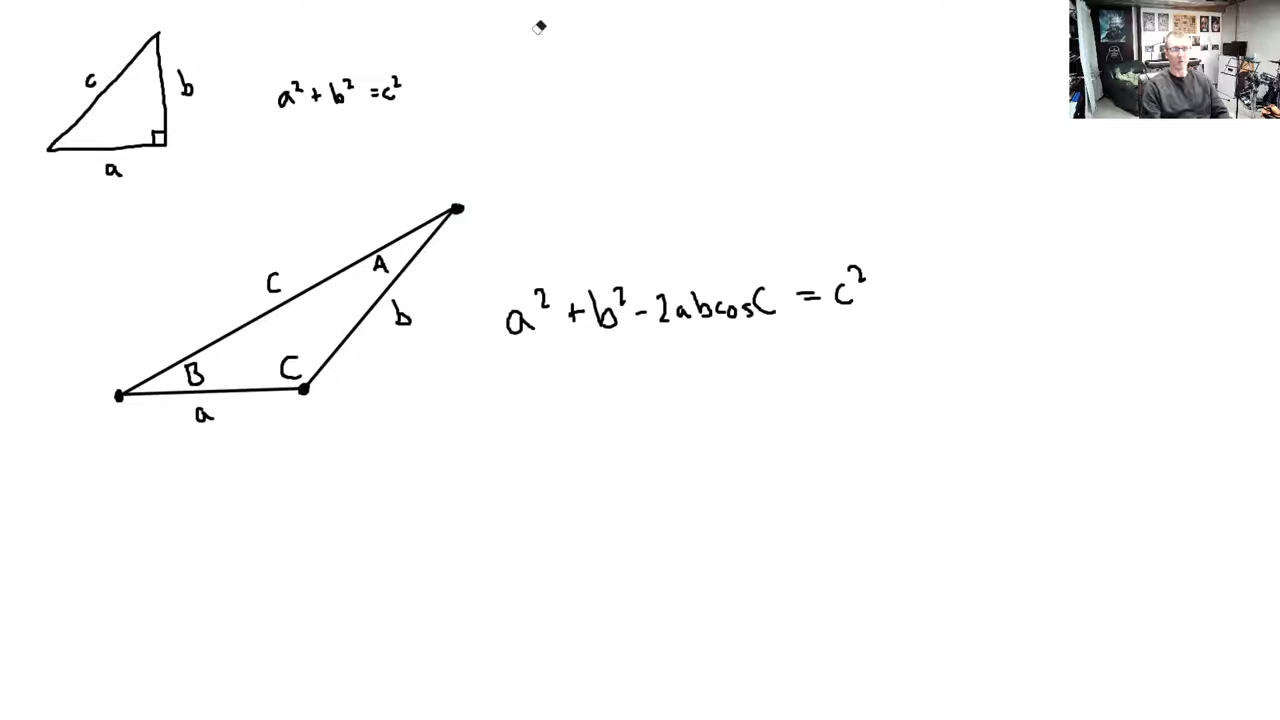 c
b
a² + b² = c²
a
A
c
b
a² + b² - 2abcosC = c²
B
C
a